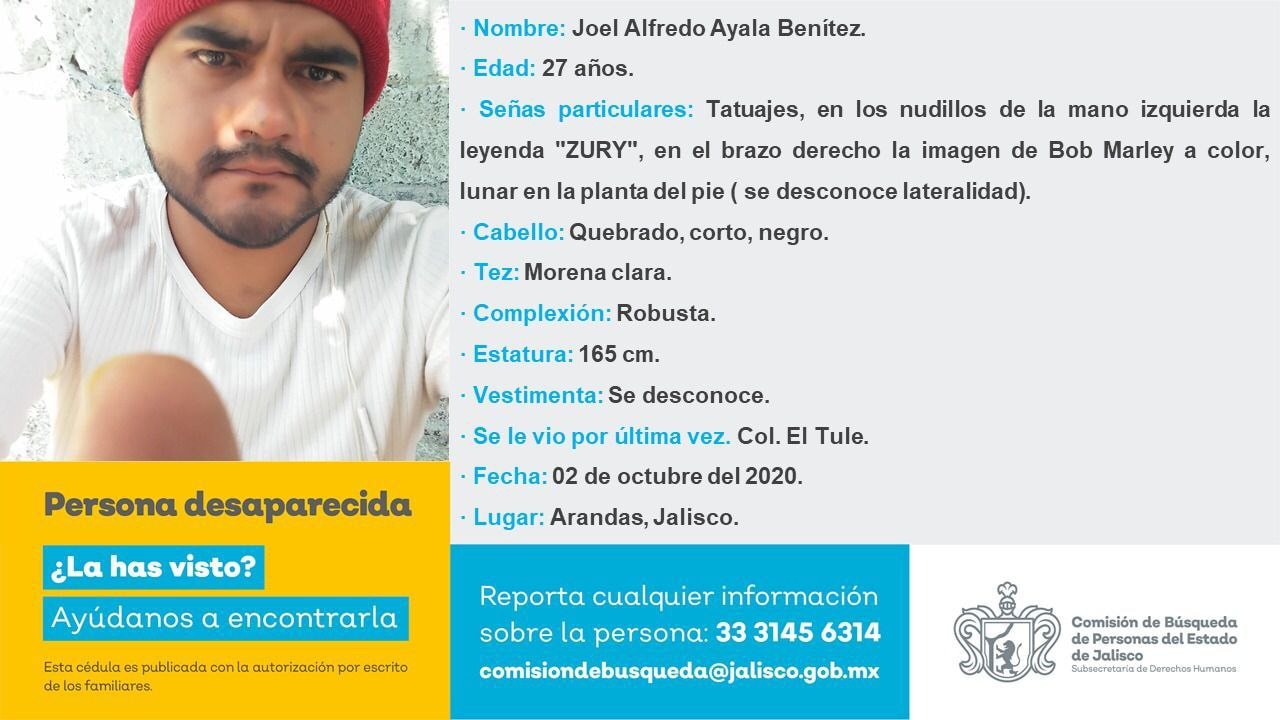 · Nombre: Joel Alfredo Ayala Benítez.
· Edad: 27 años.
· Señas particulares: Tatuajes, en los nudillos de la mano izquierda la
leyenda "ZURY", en el brazo derecho la imagen de Bob Marley a color,
lunar en la planta del pie ( se desconoce lateralidad).
· Cabello: Quebrado, corto, negro.
· Tez: Morena clara.
· Complexión: Robusta.
· Estatura: 165 cm.
· Vestimenta: Se desconoce.
· Se le vio por última vez. Col. El Tule.
· Fecha: 02 de octubre del 2020.
· Lugar: Arandas, Jalisco.
Persona desaparecida
¿La has visto?
Ayúdanos a encontrarla
Esta cédula es publicada con la autorización por escrito
de los familiares.
Reporta cualquier información
sobre la persona: 33 3145 6314
comisiondebusqueda@jalisco.gob.mx
Comisión de Búsqueda
de Personas del Estado
de Jalisco
Subsecretaría de Derechos Humanos